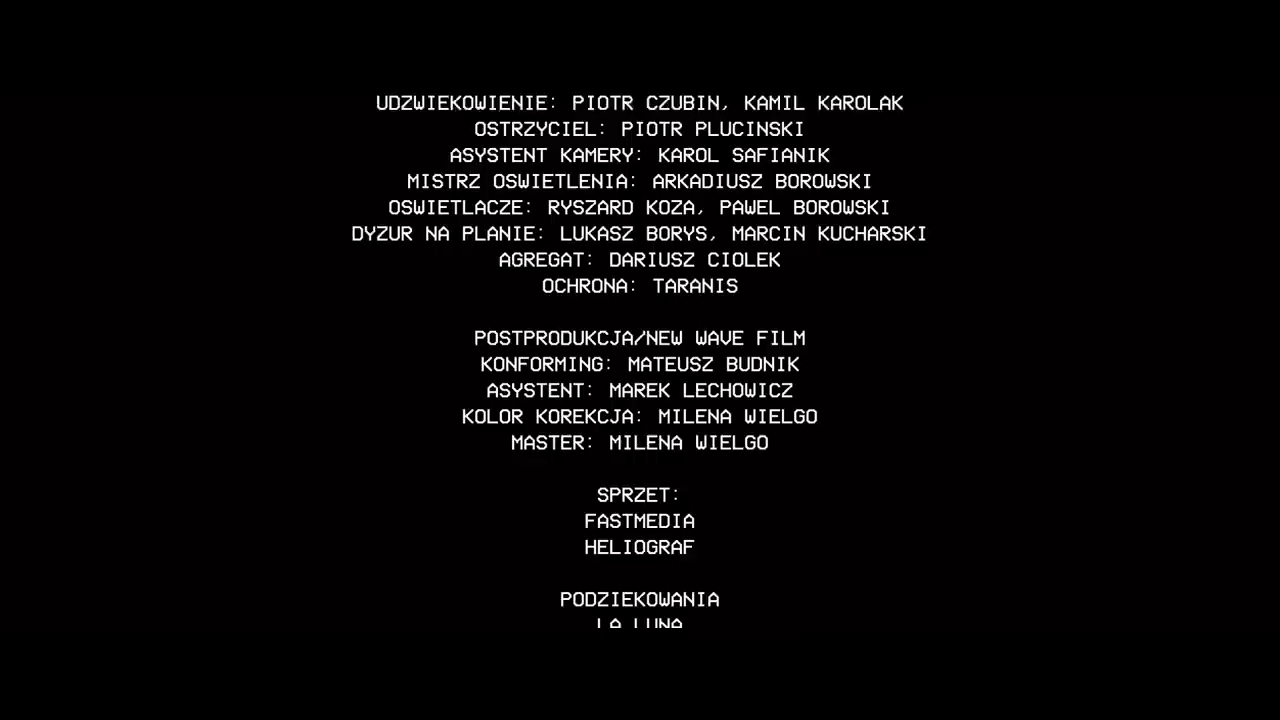 UDZWIEKOWIENIE: PIOTR CZUBIN, KAMIL KAROLAK
OSTRZYCIEL: PIOTR PLUCINSKI
ASYSTENT KAMERY: KAROL SAFIANIK
MISTRZ OSWIETLENIA: ARKADIUSZ BOROWSKI
OSWIETLACZE: RYSZARD KOZA, PAWEL BOROWSKI
DYZUR NA PLANIE: LUKASZ BORYS, MARCIN KUCHARSKI
AGREGAT: DARIUSZ CIOLEK
OCHRONA: TARANIS
POSTPRODUKCJA/NEW WAVE FILM
KONFORMING: MATEUSZ BUDNIK
ASYSTENT: MAREK LECHOWICZ
KOLOR KOREKCJA: MILENA WIELGO
MASTER: MILENA WIELGO
SPRZET:
FASTMEDIA
HELIOGRAF
PODZIEKOWANIA
LA LUNA